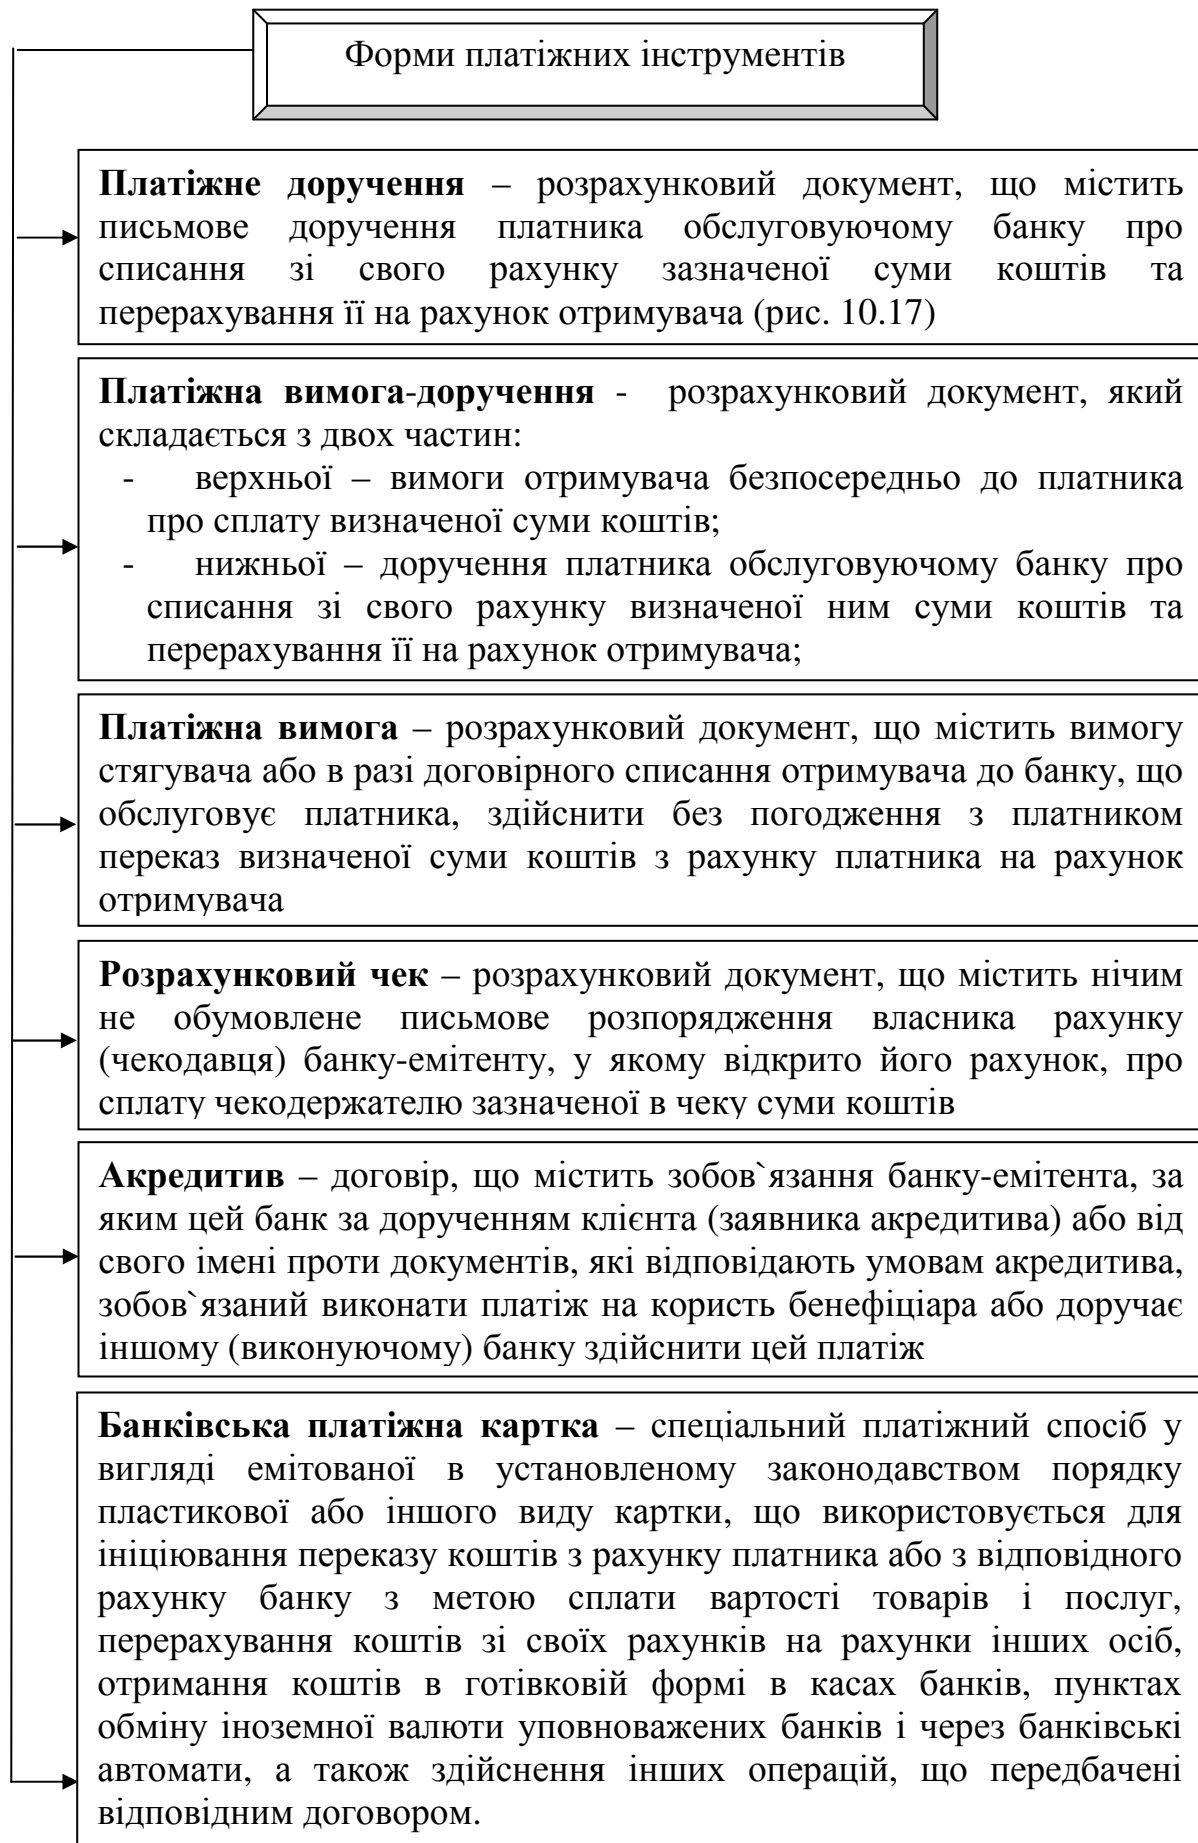 Форми платіжних інструментів
Платіжне доручення – розрахунковий документ, що містить
письмове доручення платника обслуговуючому банку про
списання зі свого рахунку зазначеної суми коштів та
перерахування її на рахунок отримувача (рис. 10.17)
Платіжна вимога-доручення - розрахунковий документ, який
складається з двох частин:
- верхньої – вимоги отримувача безпосередньо до платника
про сплату визначеної суми коштів;
- нижньої – доручення платника обслуговуючому банку про
списання зі свого рахунку визначеної ним суми коштів та
перерахування її на рахунок отримувача;
Платіжна вимога – розрахунковий документ, що містить вимогу
стягувача або в разі договірного списання отримувача до банку, що
обслуговує платника, здійснити без погодження з платником
переказ визначеної суми коштів з рахунку платника на рахунок
отримувача
Розрахунковий чек – розрахунковий документ, що містить нічим
не обумовлене письмове розпорядження власника рахунку
(чекодавця) банку-емітенту, у якому відкрито його рахунок, про
сплату чекодержателю зазначеної в чеку суми коштів
Акредитив – договір, що містить зобов`язання банку-емітента, за
яким цей банк за дорученням клієнта (заявника акредитива) або від
свого імені проти документів, які відповідають умовам акредитива,
зобов`язаний виконати платіж на користь бенефіціара або доручає
іншому (виконуючому) банку здійснити цей платіж
Банківська платіжна картка – спеціальний платіжний спосіб у
вигляді емітованої в установленому законодавством порядку
пластикової або іншого виду картки, що використовується для
ініціювання переказу коштів з рахунку платника або з відповідного
рахунку банку з метою сплати вартості товарів і послуг,
перерахування коштів зі своїх рахунків на рахунки інших осіб,
отримання коштів в готівковій формі в касах банків, пунктах
обміну іноземної валюти уповноважених банків і через банківські
автомати, а також здійснення інших операцій, що передбачені
відповідним договором.